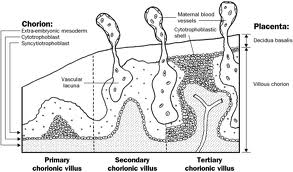 Chorion:
Extra-embryonic mesoderm
Cytotrophoblast
Syncytiotrophoblast
Vascular
lacuna
Maternal blood
vessels
Cytotrophoblastic
shell
Placenta:
Decidua basalis
Villous chorion
Primary
chorionic villus
Secondary
chorionic villus
Tertiary
chorionic villus